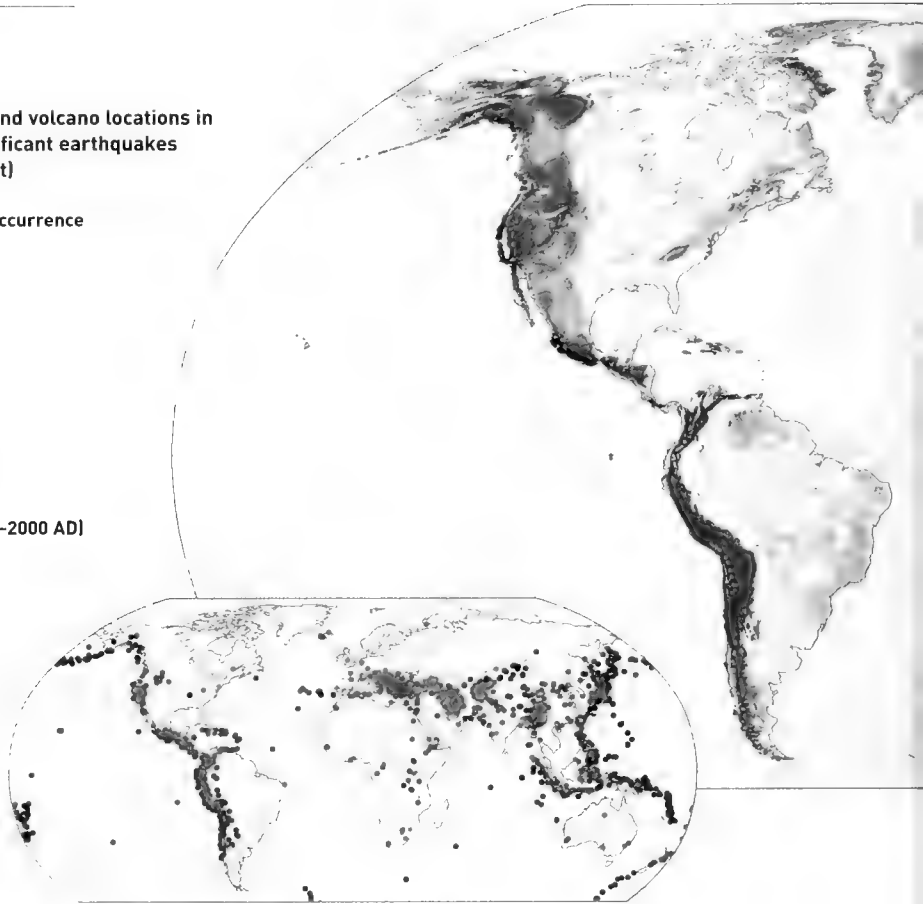 nd volcano locations in
ficant earthquakes
t)
ccurrence
–2000 AD)